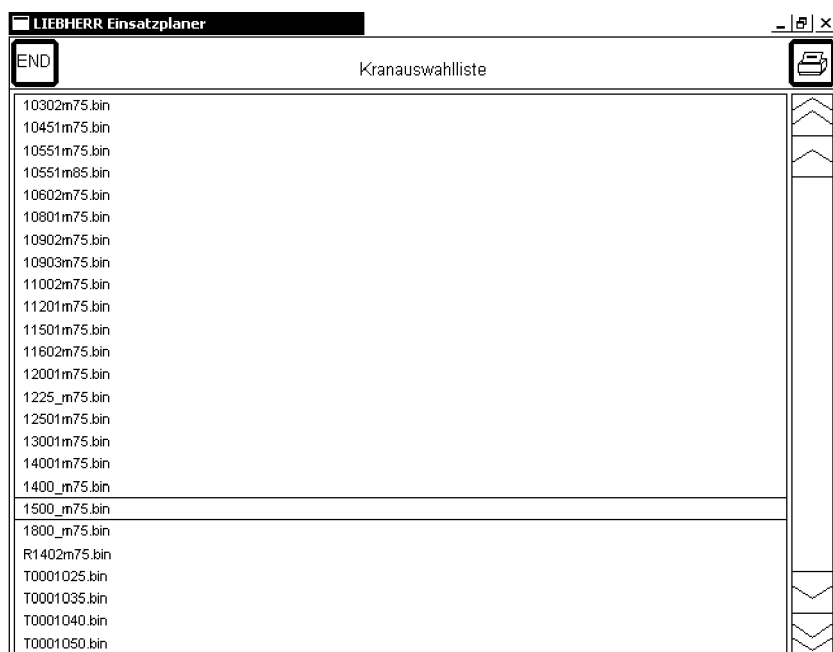 LIEBHERR Einsatzplaner
END
Kranauswahlliste
10302m75.bin
10451m75.bin
10551m75.bin
10551m85.bin
10602m75.bin
10801m75.bin
10902m75.bin
10903m75.bin
11002m75.bin
11201m75.bin
11501m75.bin
11602m75.bin
12001m75.bin
1225_m75.bin
12501m75.bin
13001m75.bin
14001m75.bin
1400_m75.bin
1500_m75.bin
1800_m75.bin
R1402m75.bin
T0001025.bin
T0001035.bin
T0001040.bin
T0001050.bin